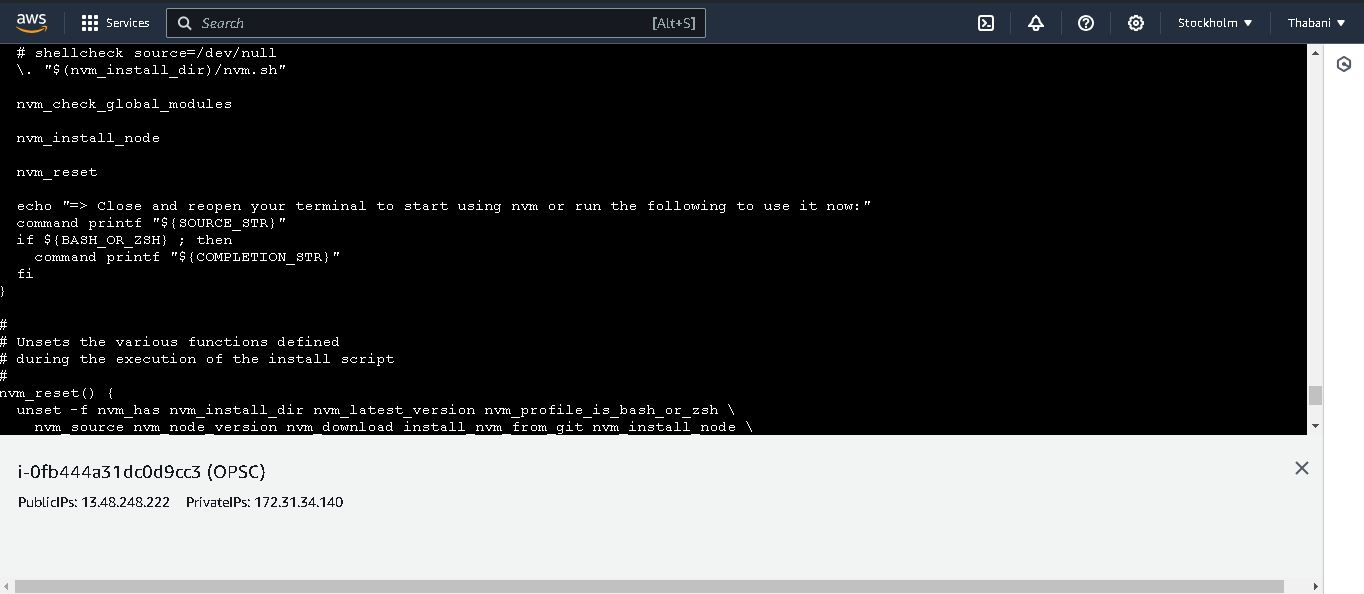 aws
Services
Search
[Alt+S]
Stockholm
Thabani
# shellcheck source=/dev/null
\. "$(nvm_install_dir)/nvm.sh"
nvm_check_global_modules
nvm_install_node
nvm_reset
echo "=> Close and reopen your terminal to start using nvm or run the following to use it now:"
command printf "${SOURCE_STR}"
if ${BASH_OR_ZSH} ; then
command printf "${COMPLETION_STR}"
fi
}
#
# Unsets the various functions defined
# during the execution of the install script
#
nvm_reset() {
unset -f nvm_has nvm_install_dir nvm_latest_version nvm_profile_is_bash_or_zsh \
nvm_source nvm_node_version nvm_download install_nvm_from_git nvm_install_node \
i-0fb444a31dc0d9cc3 (OPSC)
PublicIPs: 13.48.248.222 PrivateIPs: 172.31.34.140